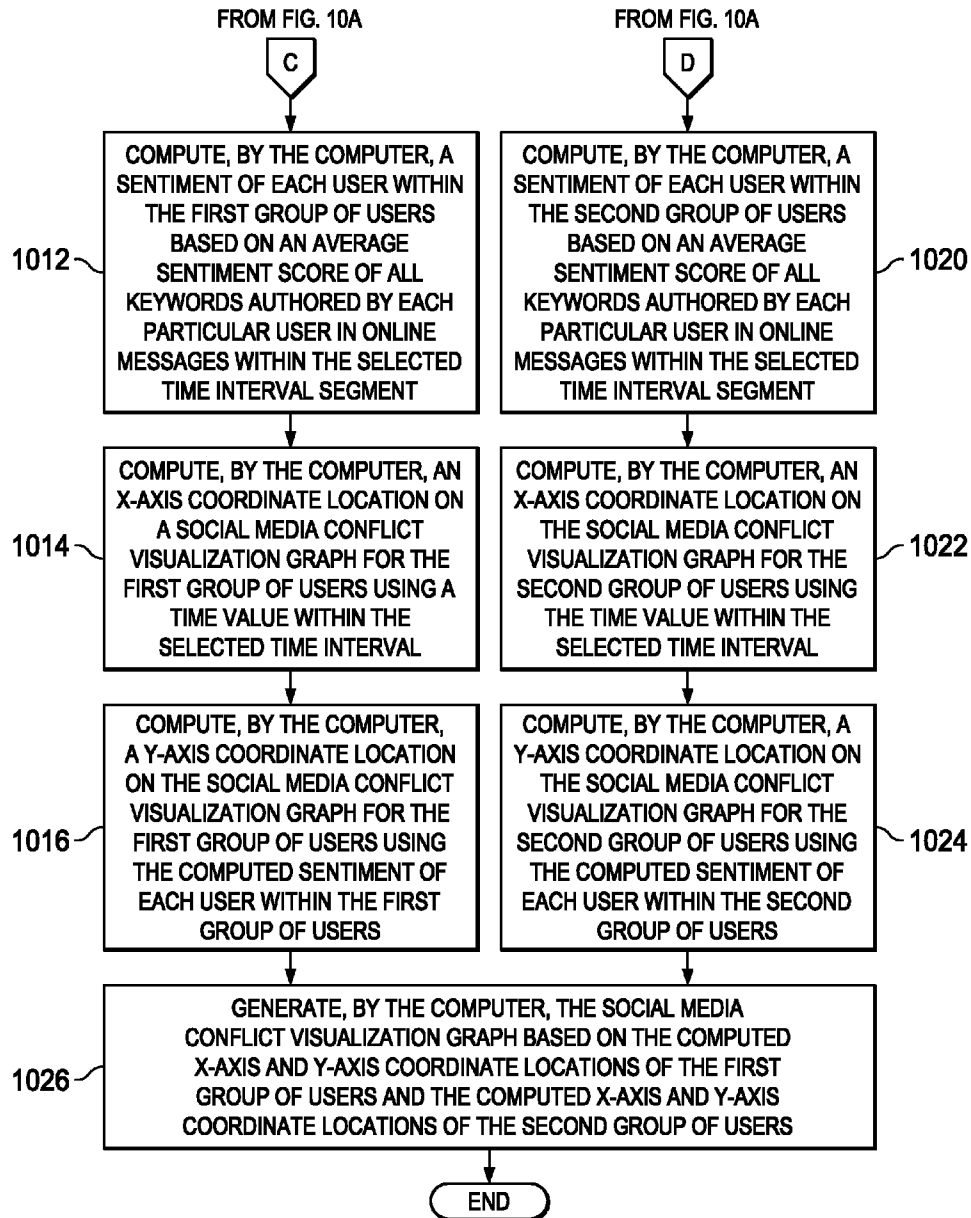 FROM FIG. 10A
C
COMPUTE, BY THE COMPUTER, A
SENTIMENT OF EACH USER WITHIN
THE FIRST GROUP OF USERS
BASED ON AN AVERAGE
SENTIMENT SCORE OF ALL
KEYWORDS AUTHORED BY EACH
PARTICULAR USER IN ONLINE
MESSAGES WITHIN THE SELECTED
TIME INTERVAL SEGMENT
1012
COMPUTE, BY THE COMPUTER, AN
X-AXIS COORDINATE LOCATION ON
A SOCIAL MEDIA CONFLICT
VISUALIZATION GRAPH FOR THE
FIRST GROUP OF USERS USING A
TIME VALUE WITHIN THE
SELECTED TIME INTERVAL
1014
COMPUTE, BY THE COMPUTER,
A Y-AXIS COORDINATE LOCATION
ON THE SOCIAL MEDIA CONFLICT
VISUALIZATION GRAPH FOR THE
FIRST GROUP OF USERS USING
THE COMPUTED SENTIMENT OF
EACH USER WITHIN THE FIRST
GROUP OF USERS
1016
FROM FIG. 10A
D
COMPUTE, BY THE COMPUTER, A
SENTIMENT OF EACH USER WITHIN
THE SECOND GROUP OF USERS
BASED ON AN AVERAGE
SENTIMENT SCORE OF ALL
KEYWORDS AUTHORED BY EACH
PARTICULAR USER IN ONLINE
MESSAGES WITHIN THE SELECTED
TIME INTERVAL SEGMENT
1020
COMPUTE, BY THE COMPUTER, AN
X-AXIS COORDINATE LOCATION ON
THE SOCIAL MEDIA CONFLICT
VISUALIZATION GRAPH FOR THE
SECOND GROUP OF USERS USING
THE TIME VALUE WITHIN THE
SELECTED TIME INTERVAL
1022
COMPUTE, BY THE COMPUTER, A
Y-AXIS COORDINATE LOCATION ON
THE SOCIAL MEDIA CONFLICT
VISUALIZATION GRAPH FOR THE
SECOND GROUP OF USERS USING
THE COMPUTED SENTIMENT OF
EACH USER WITHIN THE SECOND
GROUP OF USERS
1024
GENERATE, BY THE COMPUTER, THE SOCIAL MEDIA
CONFLICT VISUALIZATION GRAPH BASED ON THE COMPUTED
X-AXIS AND Y-AXIS COORDINATE LOCATIONS OF THE FIRST
GROUP OF USERS AND THE COMPUTED X-AXIS AND Y-AXIS
COORDINATE LOCATIONS OF THE SECOND GROUP OF USERS
1026
END